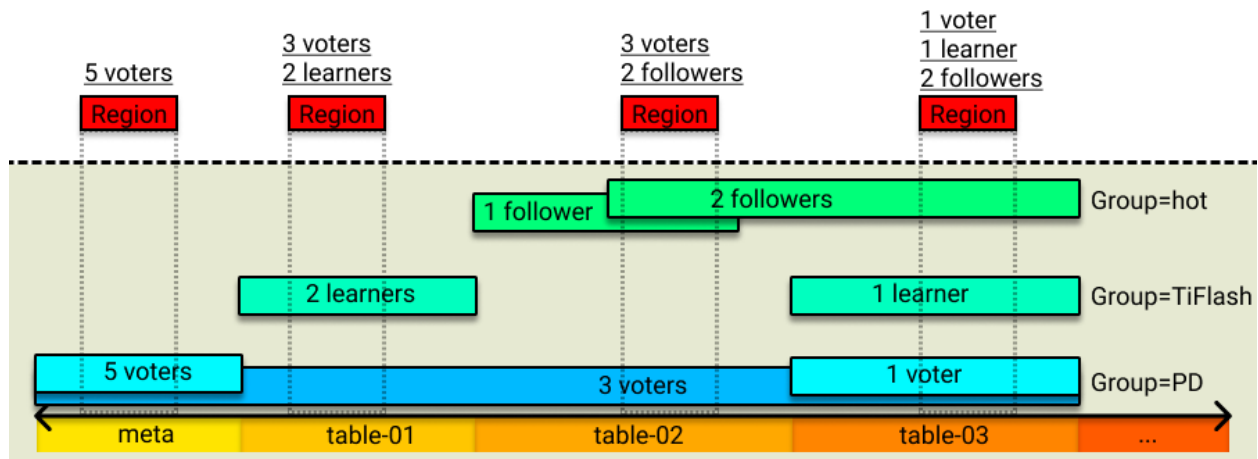 5 voters
Region
3 voters
2 learners
Region
3 voters
2 followers
Region
1 voter
1 learner
2 followers
Region
1 follower
2 followers
Group=hot
2 learners
1 learner
Group=TiFlash
5 voters
3 voters
1 voter
Group=PD
meta
table-01
table-02
table-03
...